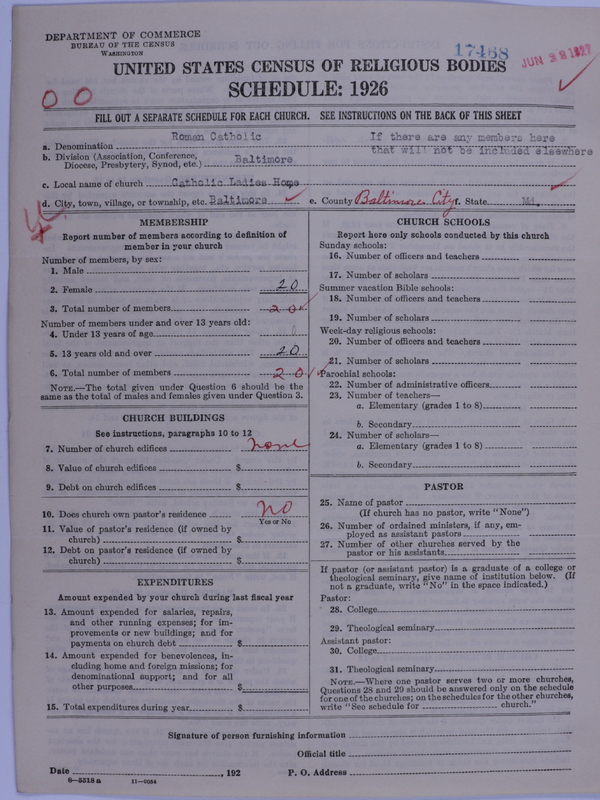 DEPARTMENT OF COMMERCE
BUREAU OF THE CENSUS
WASHINGTON
17468
JUN 22 1927
UNITED STATES CENSUS OF RELIGIOUS BODIES
SCHEDULE: 1926
0 0
FILL OUT A SEPARATE SCHEDULE FOR EACH CHURCH. SEE INSTRUCTIONS ON THE BACK OF THIS SHEET
a. Denomination Roman Catholic If there are any members here
that will not be included elsewhere
b. Division (Association, Conference,
Diocese, Presbytery, Synod, etc.) Baltimore
c. Local name of church Catholic Ladies Home
d. City, town, village, or township, etc. Baltimore e. County Baltimore City f. State Md.
MEMBERSHIP
Report number of members according to definition of
member in your church
Number of members, by sex:
1. Male
2. Female 20
3. Total number of members 20
Number of members under and over 13 years old:
4. Under 13 years of age
5. 13 years old and over 20
6. Total number of members 20
NOTE.—The total given under Question 6 should be the
same as the total of males and females given under Question 3.
CHURCH BUILDINGS
See instructions, paragraphs 10 to 12
7. Number of church edifices none
8. Value of church edifices $
9. Debt on church edifices $
10. Does church own pastor's residence No
Yes or No
11. Value of pastor's residence (if owned by
church) $
12. Debt on pastor's residence (if owned by
church) $
EXPENDITURES
Amount expended by your church during last fiscal year
13. Amount expended for salaries, repairs,
and other running expenses; for im-
provements or new buildings; and for
payments on church debt $
14. Amount expended for benevolences, in-
cluding home and foreign missions; for
denominational support; and for all
other purposes $
15. Total expenditures during year $
CHURCH SCHOOLS
Report here only schools conducted by this church
Sunday schools:
16. Number of officers and teachers
17. Number of scholars
Summer vacation Bible schools:
18. Number of officers and teachers
19. Number of scholars
Week-day religious schools:
20. Number of officers and teachers
21. Number of scholars
Parochial schools:
22. Number of administrative officers
23. Number of teachers—
a. Elementary (grades 1 to 8)
b. Secondary
24. Number of scholars—
a. Elementary (grades 1 to 8)
b. Secondary
PASTOR
25. Name of pastor
(If church has no pastor, write "None")
26. Number of ordained ministers, if any, em-
ployed as assistant pastors
27. Number of other churches served by the
pastor or his assistants
If pastor (or assistant pastor) is a graduate of a college or
theological seminary, give name of institution below. (If
not a graduate, write "No" in the space indicated.)
Pastor:
28. College
29. Theological seminary
Assistant pastor:
30. College
31. Theological seminary
NOTE.—Where one pastor serves two or more churches,
Questions 28 and 29 should be answered only on the schedule
for one of the churches; on the schedules for the other churches,
write "See schedule for church."
Signature of person furnishing information
Official title
Date , 192 P. O. Address
8—5518 a 11—9054